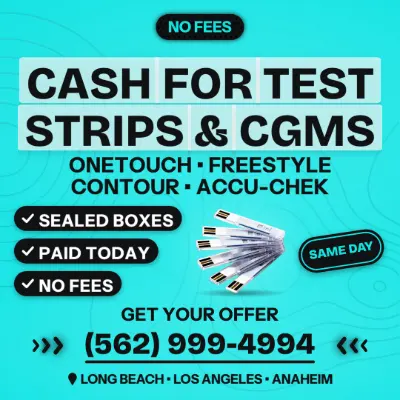 NO FEES
CASH FOR TEST
STRIPS & CGMS
ONETOUCH • FREESTYLE
CONTOUR • ACCU-CHEK
SEALED BOXES
PAID TODAY
NO FEES
SAME DAY
GET YOUR OFFER
(562) 999-4994
LONG BEACH • LOS ANGELES • ANAHEIM